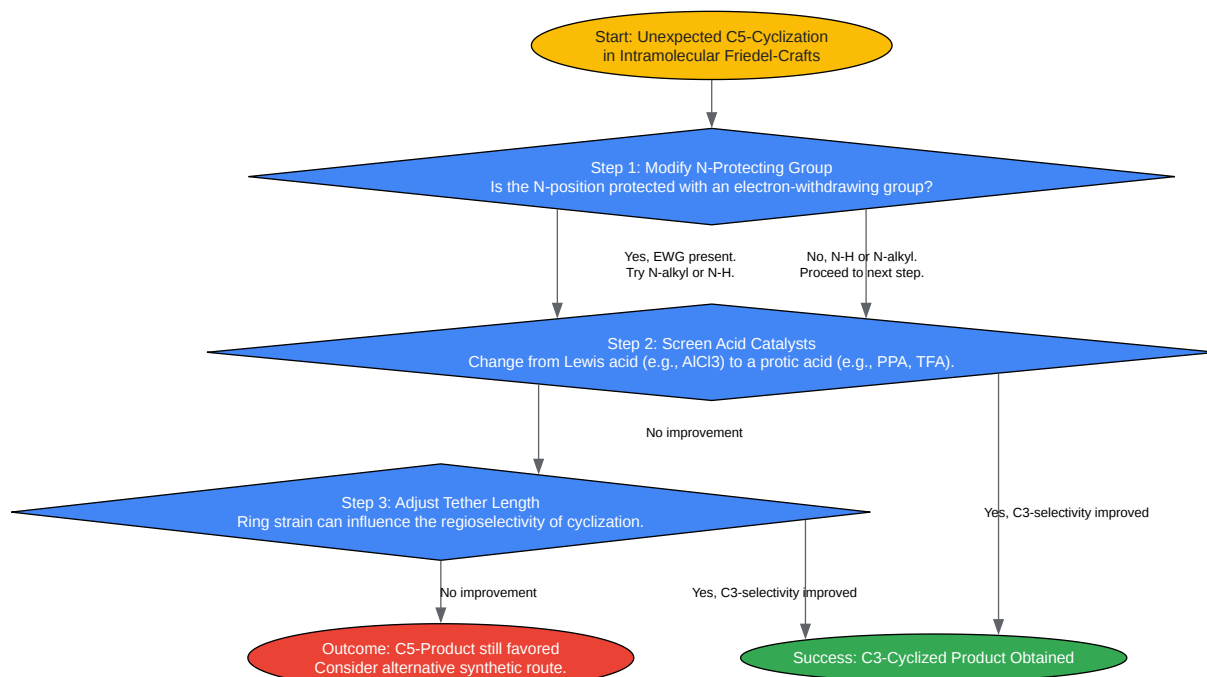 Start: Unexpected C5-Cyclization
in Intramolecular Friedel-Crafts
Step 1: Modify N-Protecting Group
Is the N-position protected with an electron-withdrawing group?
Yes, EWG present.
Try N-alkyl or N-H.
No, N-H or N-alkyl.
Proceed to next step.
Step 2: Screen Acid Catalysts
Change from Lewis acid (e.g., AlCl3) to a protic acid (e.g., PPA, TFA).
No improvement
Step 3: Adjust Tether Length
Ring strain can influence the regioselectivity of cyclization.
Yes, C3-selectivity improved
No improvement
Yes, C3-selectivity improved
Outcome: C5-Product still favored
Consider alternative synthetic route.
Success: C3-Cyclized Product Obtained